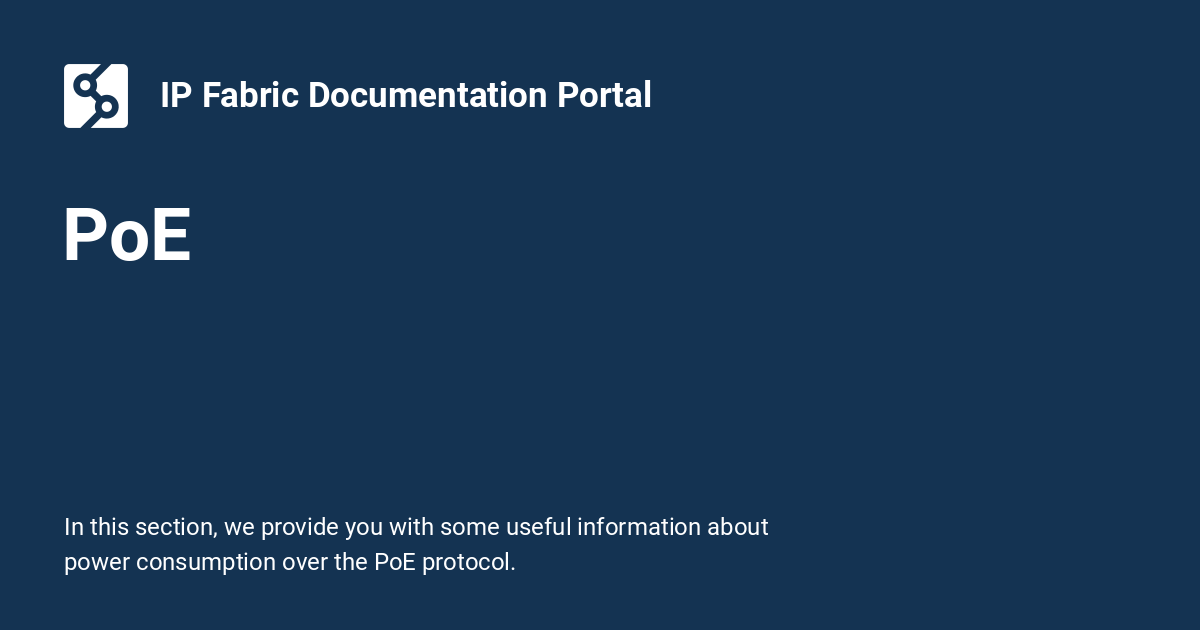 IP Fabric Documentation Portal
PoE
In this section, we provide you with some useful information about
power consumption over the PoE protocol.